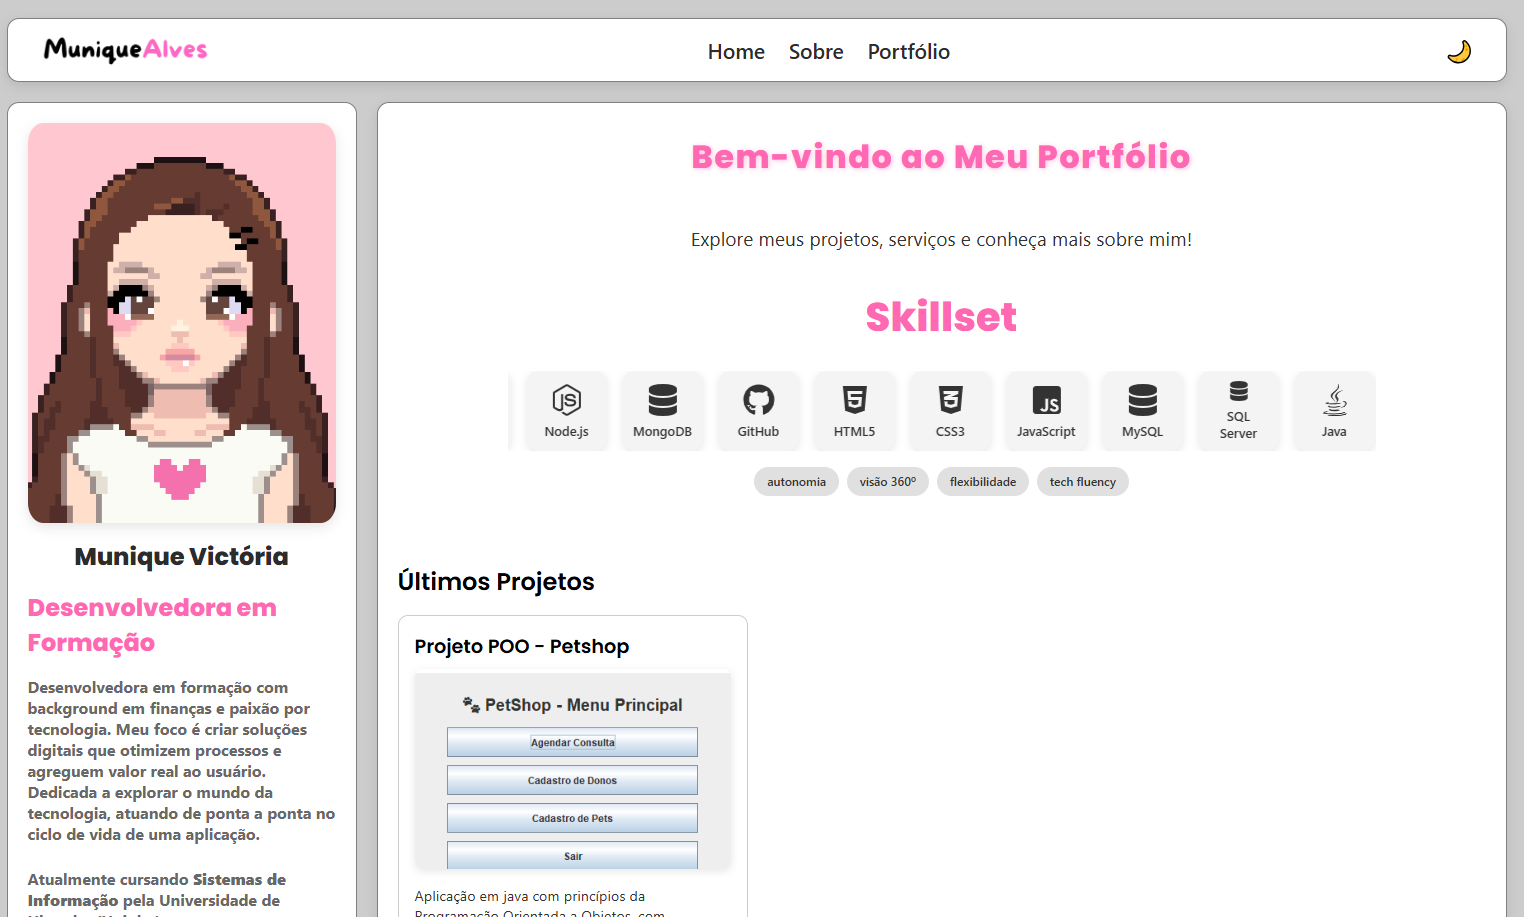 MuniqueAlves
Home Sobre Portfólio
Munique Victória
Desenvolvedora em
Formação
Desenvolvedora em formação com
background em finanças e paixão por
tecnologia. Meu foco é criar soluções
digitais que otimizem processos e
agreguem valor real ao usuário.
Dedicada a explorar o mundo da
tecnologia, atuando de ponta a ponta no
ciclo de vida de uma aplicação.
Atualmente cursando Sistemas de
Informação pela Universidade de
Bem-vindo ao Meu Portfólio
Explore meus projetos, serviços e conheça mais sobre mim!
Skillset
Node.js
MongoDB
GitHub
HTML5
CSS3
JS
JavaScript
MySQL
SQL
Server
Java
autonomia visão 360º flexibilidade tech fluency
Últimos Projetos
Projeto POO - Petshop
PetShop - Menu Principal
Agendar Consulta
Cadastro de Donos
Cadastro de Pets
Sair
Aplicação em java com princípios da
Programação Orientada a Objetos, com